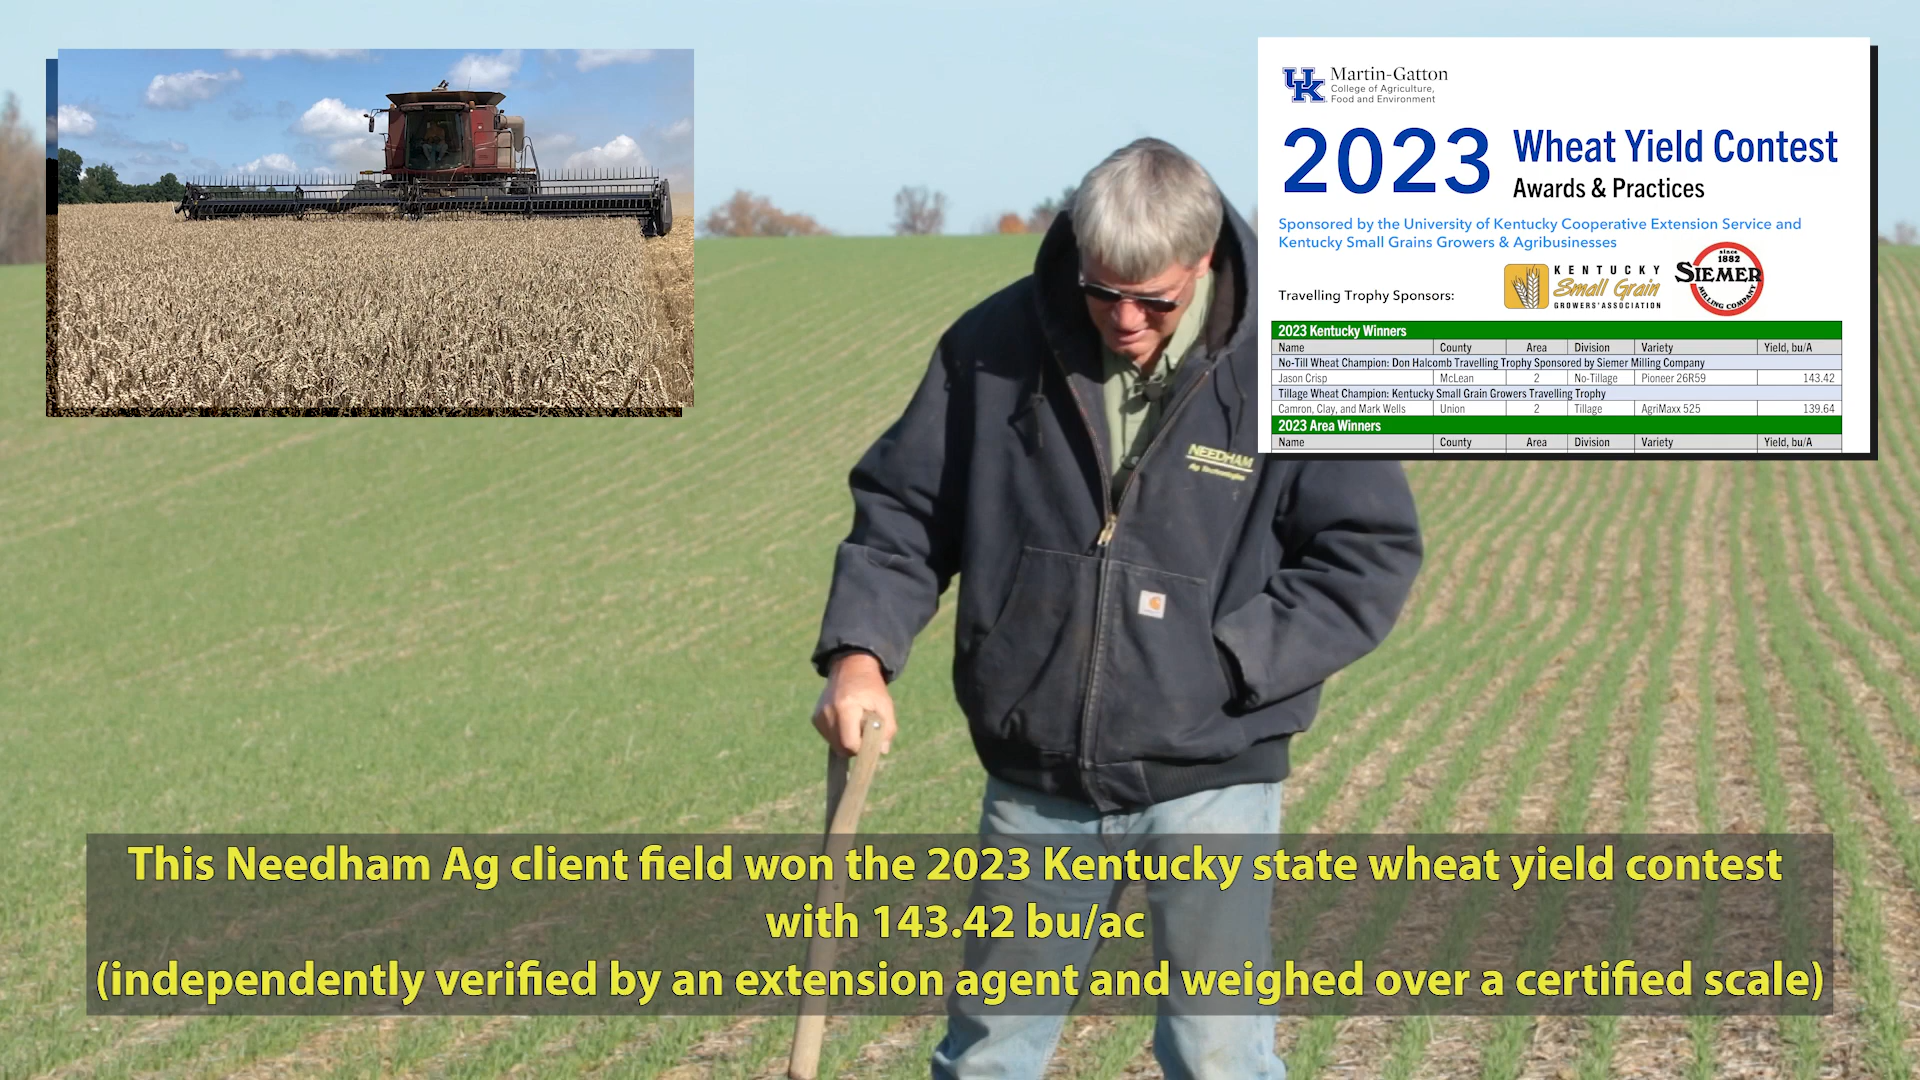 UK Martin-Gatton
College of Agriculture,
Food and Environment
2023 Wheat Yield Contest
Awards & Practices
Sponsored by the University of Kentucky Cooperative Extension Service and
Kentucky Small Grains Growers & Agribusinesses
Travelling Trophy Sponsors:
KENTUCKY
Small Grain
GROWERS' ASSOCIATION
since
1882
SIEMER
MILLING COMPANY
2023 Kentucky Winners
Name County Area Division Variety Yield, bu/A
No-Till Wheat Champion: Don Halcomb Travelling Trophy Sponsored by Siemer Milling Company
Jason Crisp McLean 2 No-Tillage Pioneer 26R59 143.42
Tillage Wheat Champion: Kentucky Small Grain Growers Travelling Trophy
Camron, Clay, and Mark Wells Union 2 Tillage AgriMaxx 525 139.64
2023 Area Winners
Name County Area Division Variety Yield, bu/A
NEEDHAM
Ag Technologies
This Needham Ag client field won the 2023 Kentucky state wheat yield contest
with 143.42 bu/ac
(independently verified by an extension agent and weighed over a certified scale)